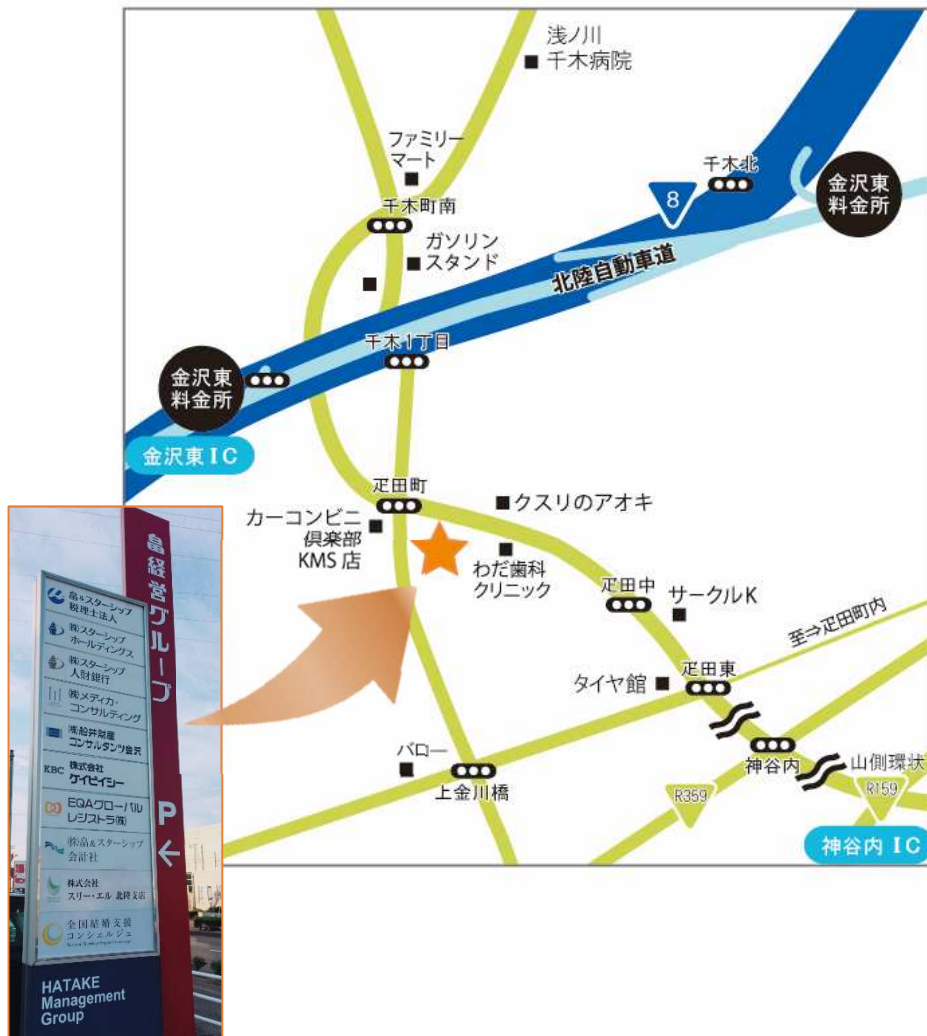 浅ノ川
千木病院
ファミリー
マート
千木北
8
金沢東
料金所
千木町南
ガソリン
スタンド
北陸自動車道
千木1丁目
金沢東
料金所
金沢東IC
疋田町
クスリのアオキ
カーコンビニ
倶楽部
KMS店
わだ歯科
クリニック
疋田中
サークルK
至⇒疋田町内
疋田東
タイヤ館
バロー
上金川橋
神谷内
山側環状
R359
R159
神谷内IC
畠経営グループ
畠&スターシップ
税理士法人
㈱スターシップ
ホールディングス
㈱スターシップ
人財銀行
㈱メディカ・
コンサルティング
㈱船井財産
コンサルタンツ金沢
KBC 株式会社
ケイビイシー
EQAグローバル
レジストラ㈱
㈱畠&スターシップ
会計社
株式会社
スリー・エル 北陸支店
全国結婚支援
コンシェルジュ
P
←
HATAKE
Management
Group